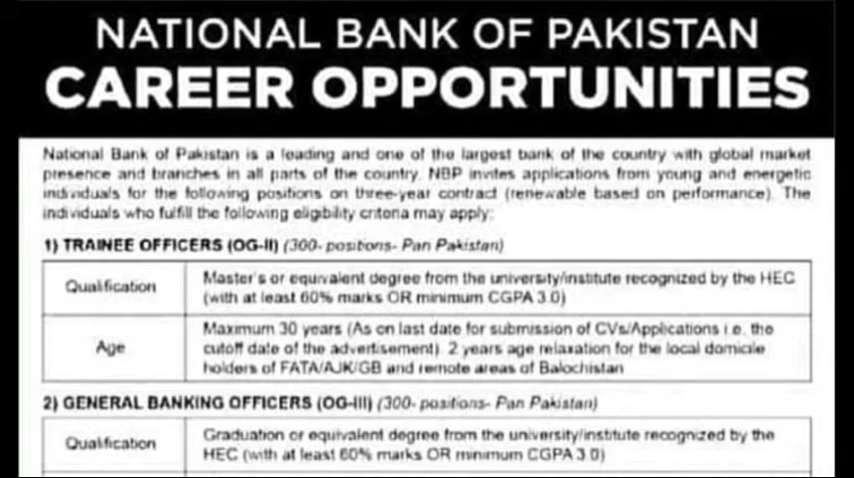 NATIONAL BANK OF PAKISTAN
CAREER OPPORTUNITIES
National Bank of Pakistan is a leading and one of the largest bank of the country with global market
presence and branches in all parts of the country. NBP invites applications from young and energetic
individuals for the following positions on three-year contract (renewable based on performance). The
individuals who fulfill the following eligibility criteria may apply:
1) TRAINEE OFFICERS (OG-II) (300- positions- Pan Pakistan)
Qualification
Master's or equivalent degree from the university/institute recognized by the HEC
(with at least 60% marks OR minimum CGPA 3.0)
Age
Maximum 30 years (As on last date for submission of CVs/Applications i.e. the
cutoff date of the advertisement). 2 years age relaxation for the local domicile
holders of FATA/AJK/GB and remote areas of Balochistan
2) GENERAL BANKING OFFICERS (OG-III) (300- positions- Pan Pakistan)
Qualification
Graduation or equivalent degree from the university/institute recognized by the
HEC (with at least 60% marks OR minimum CGPA 3.0)